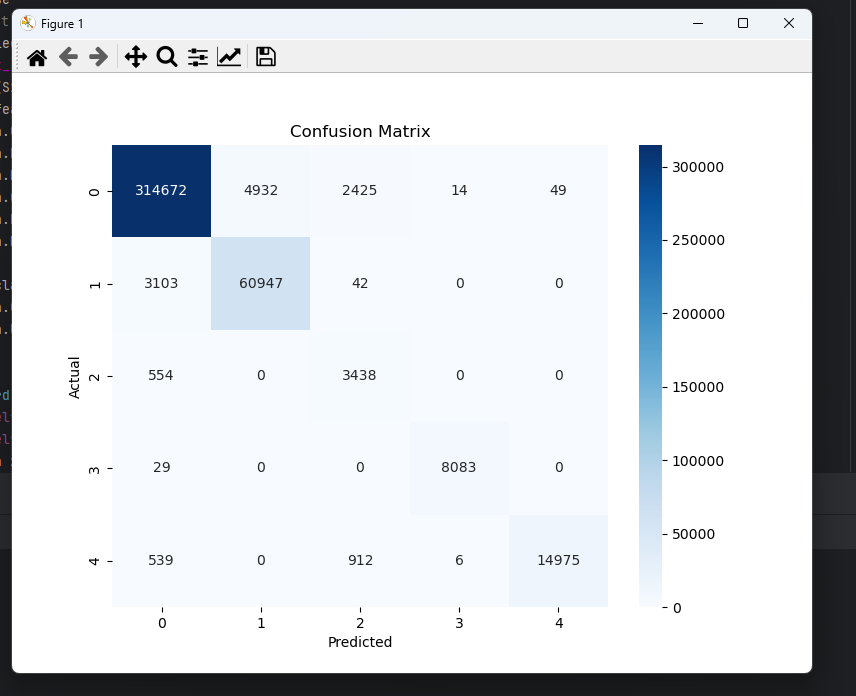 Figure 1
Confusion Matrix
0 314672 4932 2425 14 49
1 3103 60947 42 0 0
2 554 0 3438 0 0
3 29 0 0 8083 0
4 539 0 912 6 14975
0 1 2 3 4
Predicted
Actual
300000
250000
200000
150000
100000
50000
0